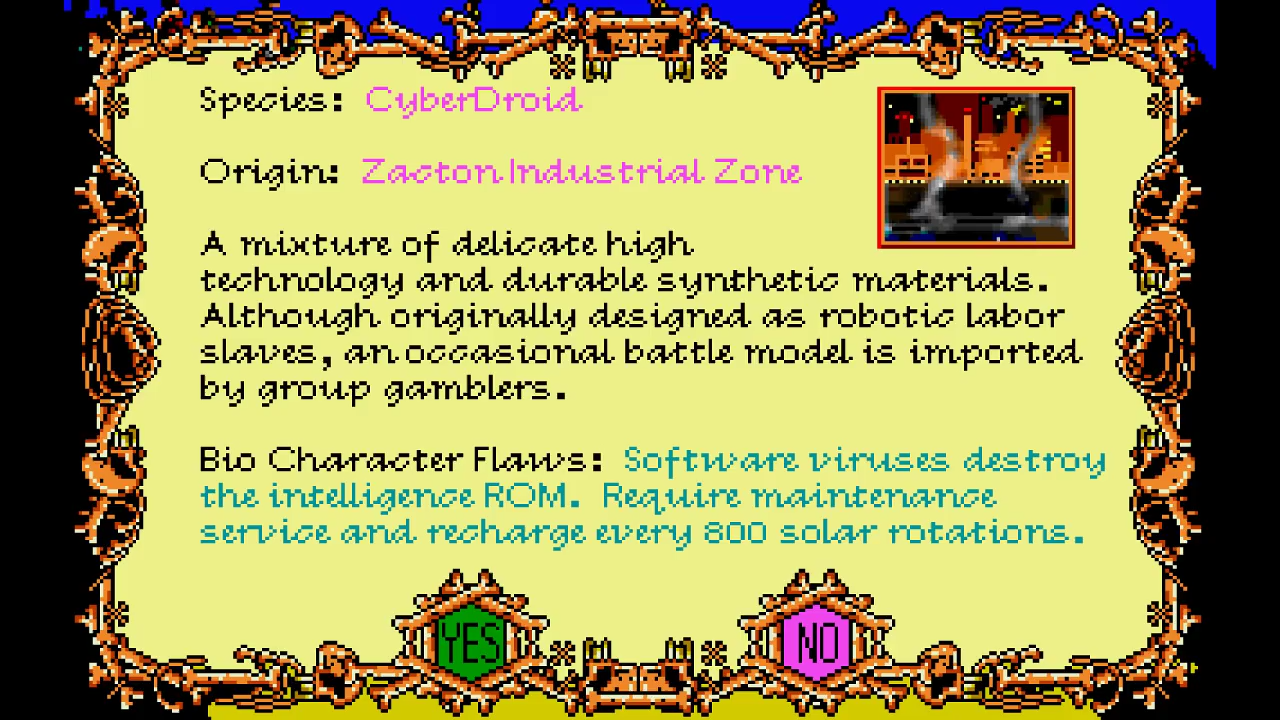 Species: CyberDroid
Origin: Zacton Industrial Zone
A mixture of delicate high
technology and durable synthetic materials.
Although originally designed as robotic labor
slaves, an occasional battle model is imported
by group gamblers.
Bio Character Flaws: Software viruses destroy
the intelligence ROM. Require maintenance
service and recharge every 800 solar rotations.
YES NO